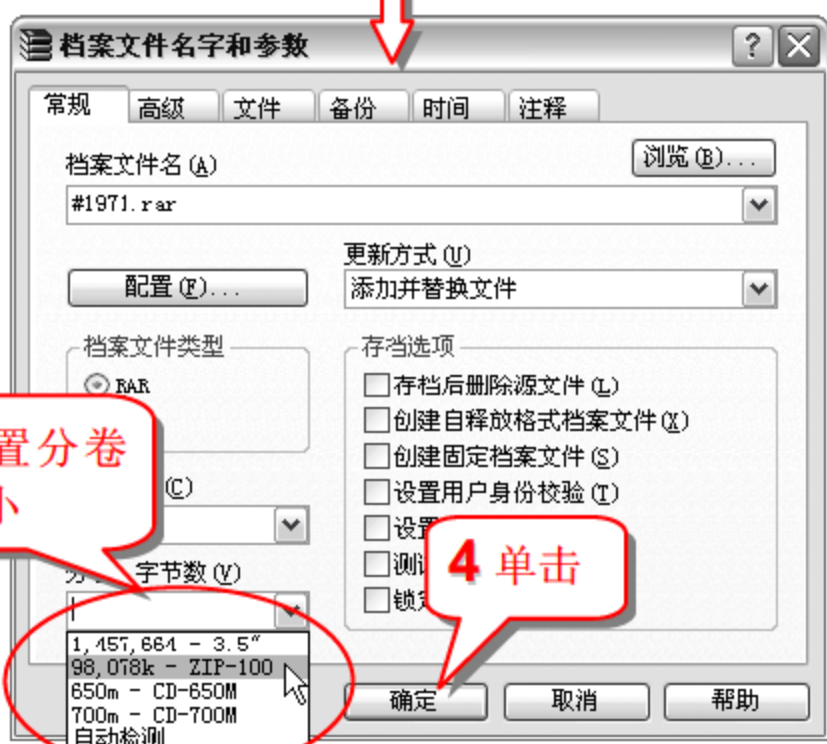 档案文件名字和参数
常规 高级 文件 备份 时间 注释
档案文件名(A)
浏览(B)...
#1971.rar
更新方式(U)
配置(F)...
添加并替换文件
档案文件类型
存档选项
RAR
存档后删除源文件(L)
创建自释放格式档案文件(X)
置分卷
创建固定档案文件(S)
(C)
设置用户身份校验(T)
设置
4 单击
字节数(V)
1,457,664 - 3.5"
98,078k - ZIP-100
650m - CD-650M
700m - CD-700M
自动检测
确定 取消 帮助